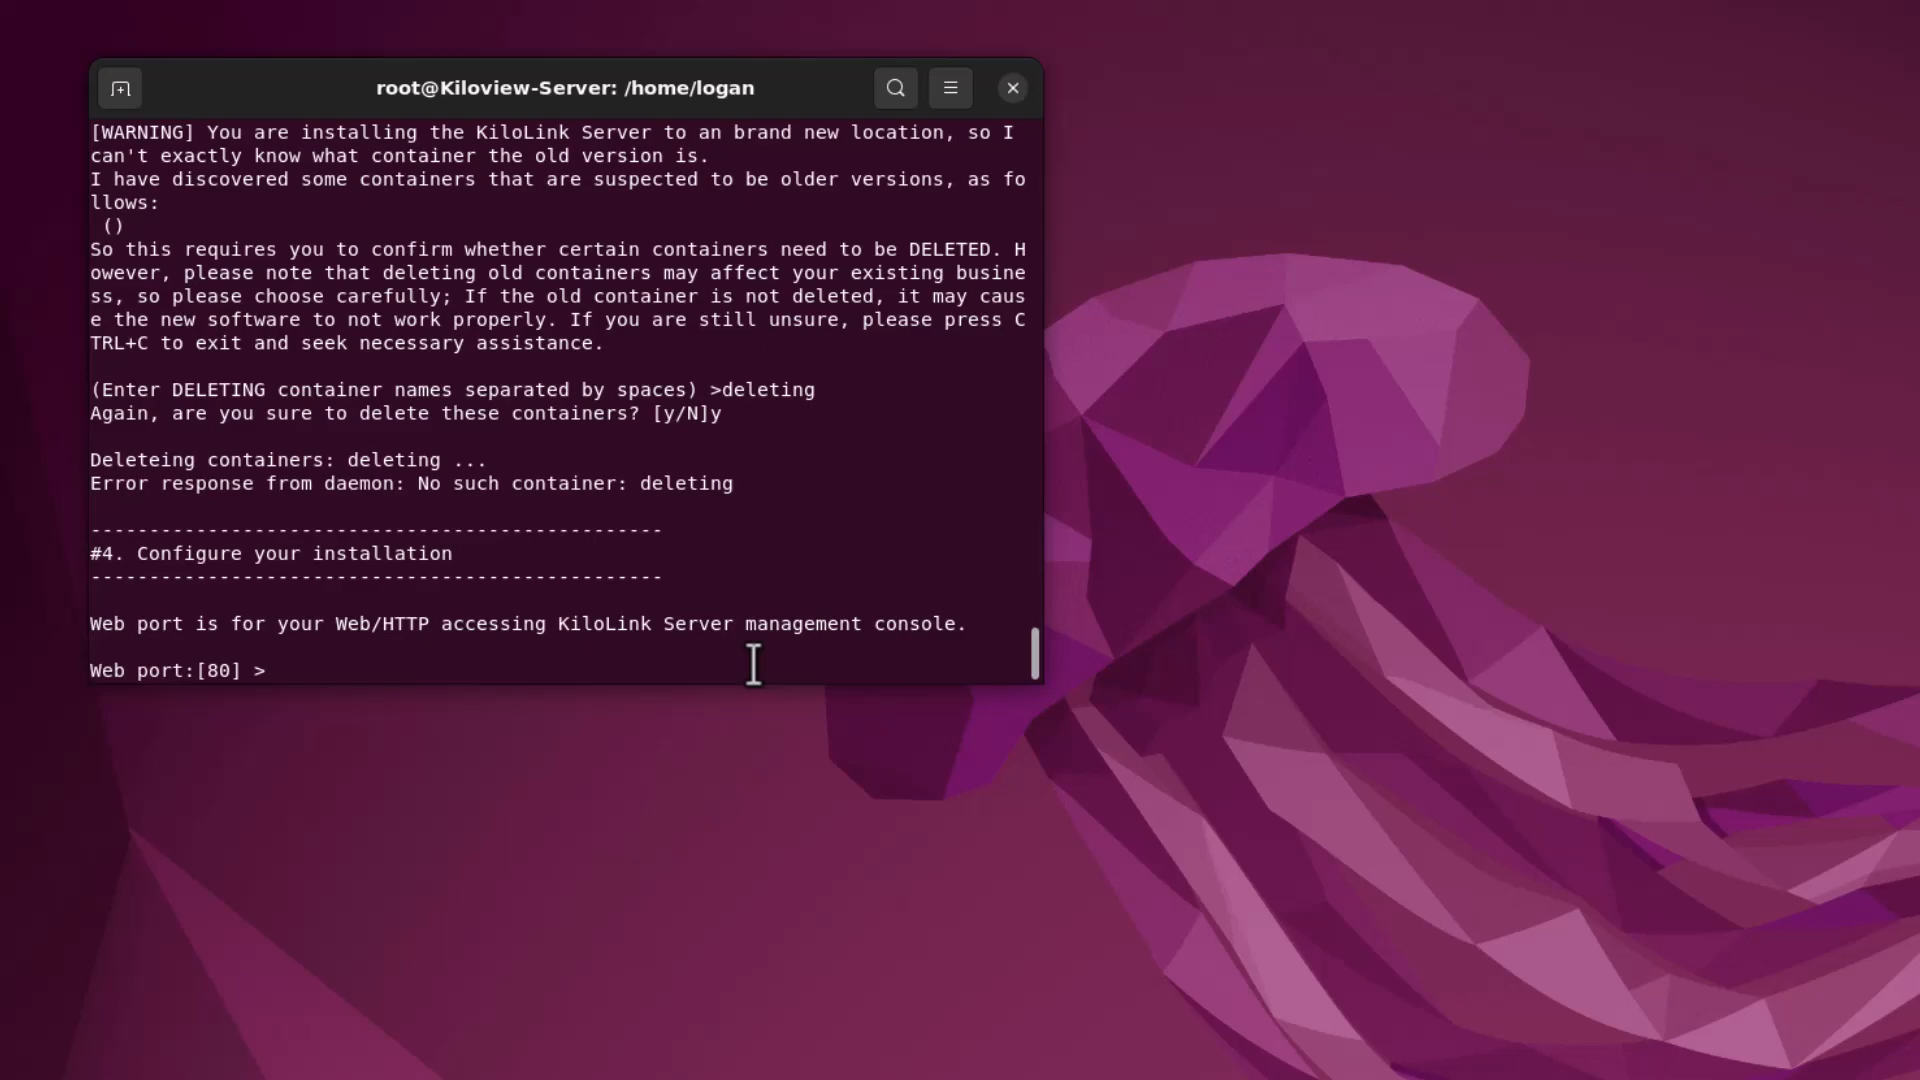 root@Kiloview-Server: /home/logan
[WARNING] You are installing the KiloLink Server to an brand new location, so I
can't exactly know what container the old version is.
I have discovered some containers that are suspected to be older versions, as fo
llows:
()
So this requires you to confirm whether certain containers need to be DELETED. H
owever, please note that deleting old containers may affect your existing busine
ss, so please choose carefully; If the old container is not deleted, it may caus
e the new software to not work properly. If you are still unsure, please press C
TRL+C to exit and seek necessary assistance.
(Enter DELETING container names separated by spaces) >deleting
Again, are you sure to delete these containers? [y/N]y
Deleteing containers: deleting ...
Error response from daemon: No such container: deleting
-------------------------------------------------
#4. Configure your installation
-------------------------------------------------
Web port is for your Web/HTTP accessing KiloLink Server management console.
Web port:[80] >